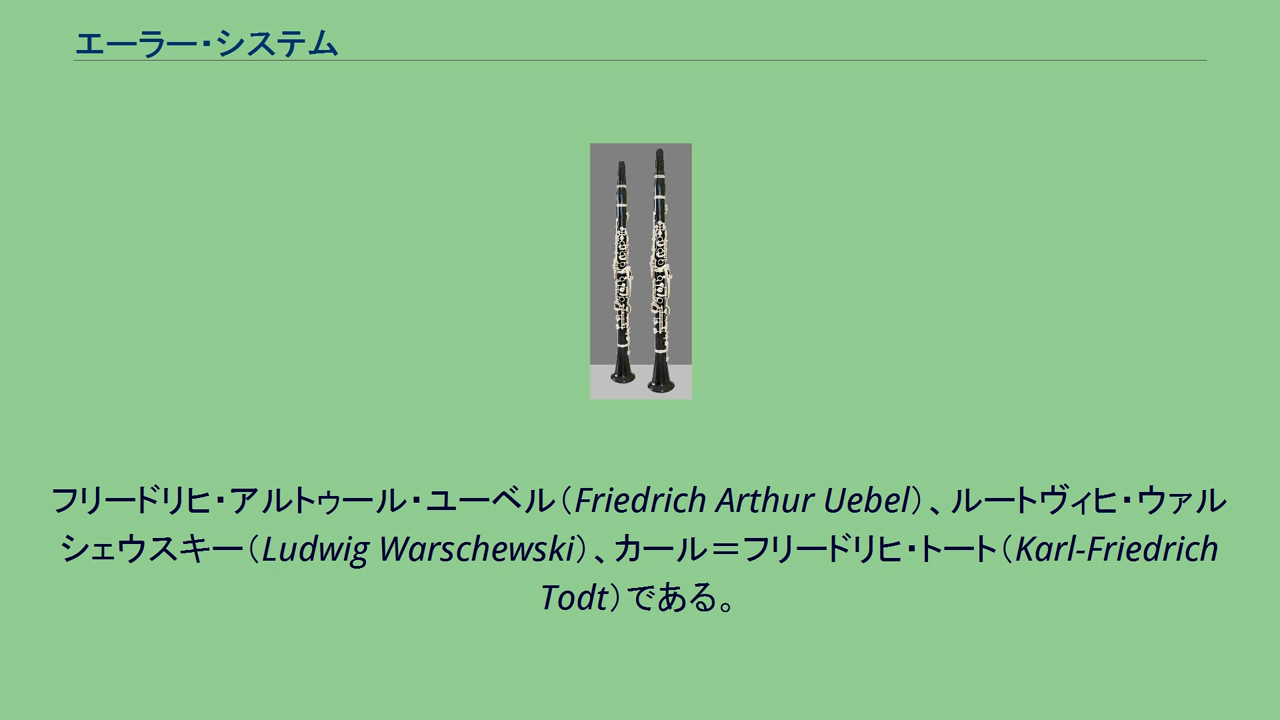 エーラー・システム
フリードリヒ・アルトゥール・ユーベル（Friedrich Arthur Uebel）、ルートヴィヒ・ウァル
シェウスキー（Ludwig Warschewski）、カール＝フリードリヒ・トート（Karl-Friedrich
Todt）である。